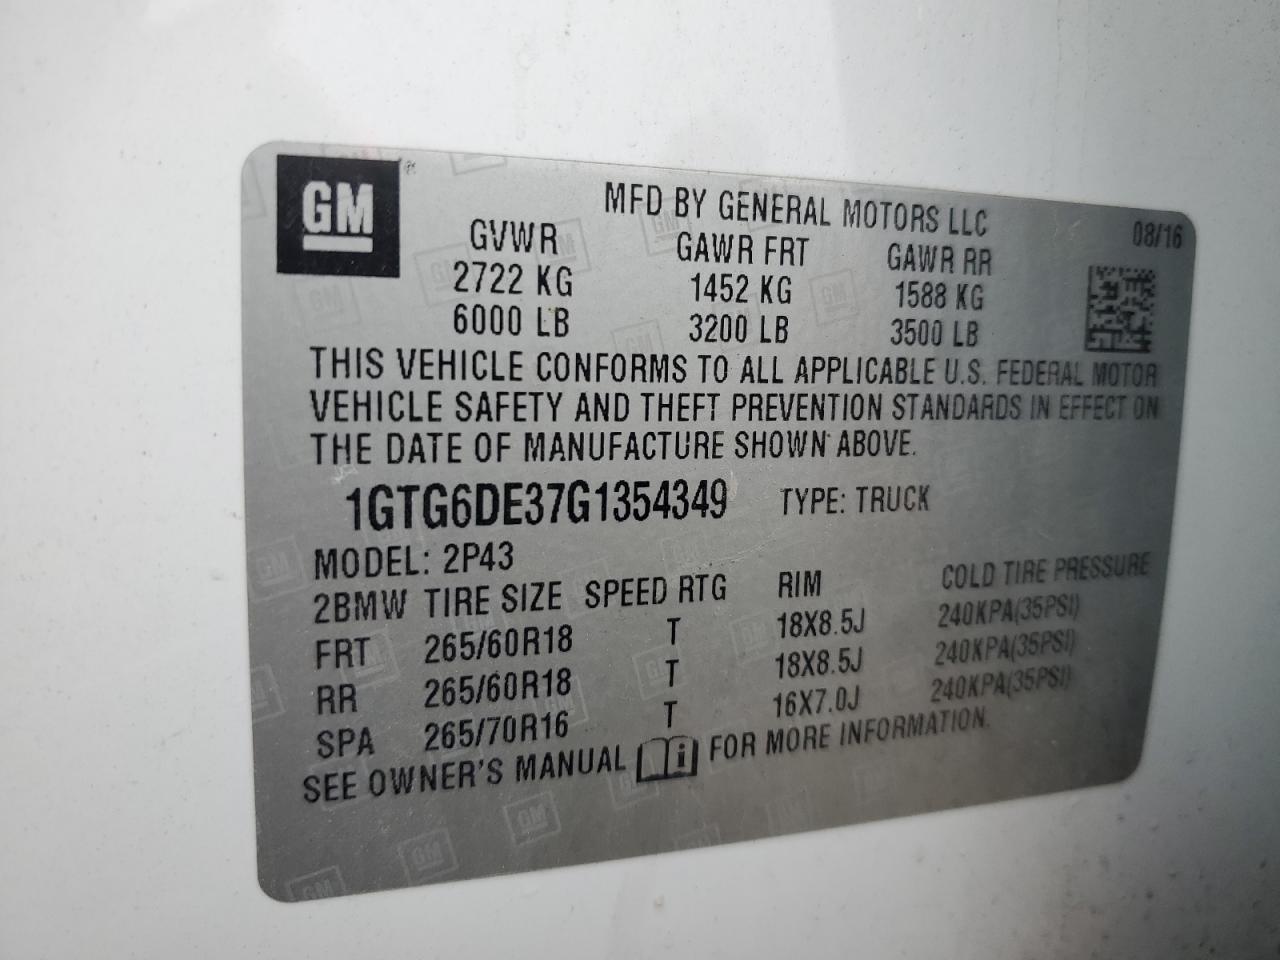 GM
MFD BY GENERAL MOTORS LLC
08/16
GVWR GAWR FRT GAWR RR
2722 KG 1452 KG 1588 KG
6000 LB 3200 LB 3500 LB
THIS VEHICLE CONFORMS TO ALL APPLICABLE U.S. FEDERAL MOTOR
VEHICLE SAFETY AND THEFT PREVENTION STANDARDS IN EFFECT ON
THE DATE OF MANUFACTURE SHOWN ABOVE.
1GTG6DE37G1354349 TYPE: TRUCK
MODEL: 2P43
2BMW TIRE SIZE SPEED RTG RIM COLD TIRE PRESSURE
FRT 265/60R18 T 18X8.5J 240KPA(35PSI)
RR 265/60R18 T 18X8.5J 240KPA(35PSI)
SPA 265/70R16 T 16X7.0J 240KPA(35PSI)
SEE OWNER'S MANUAL i FOR MORE INFORMATION.